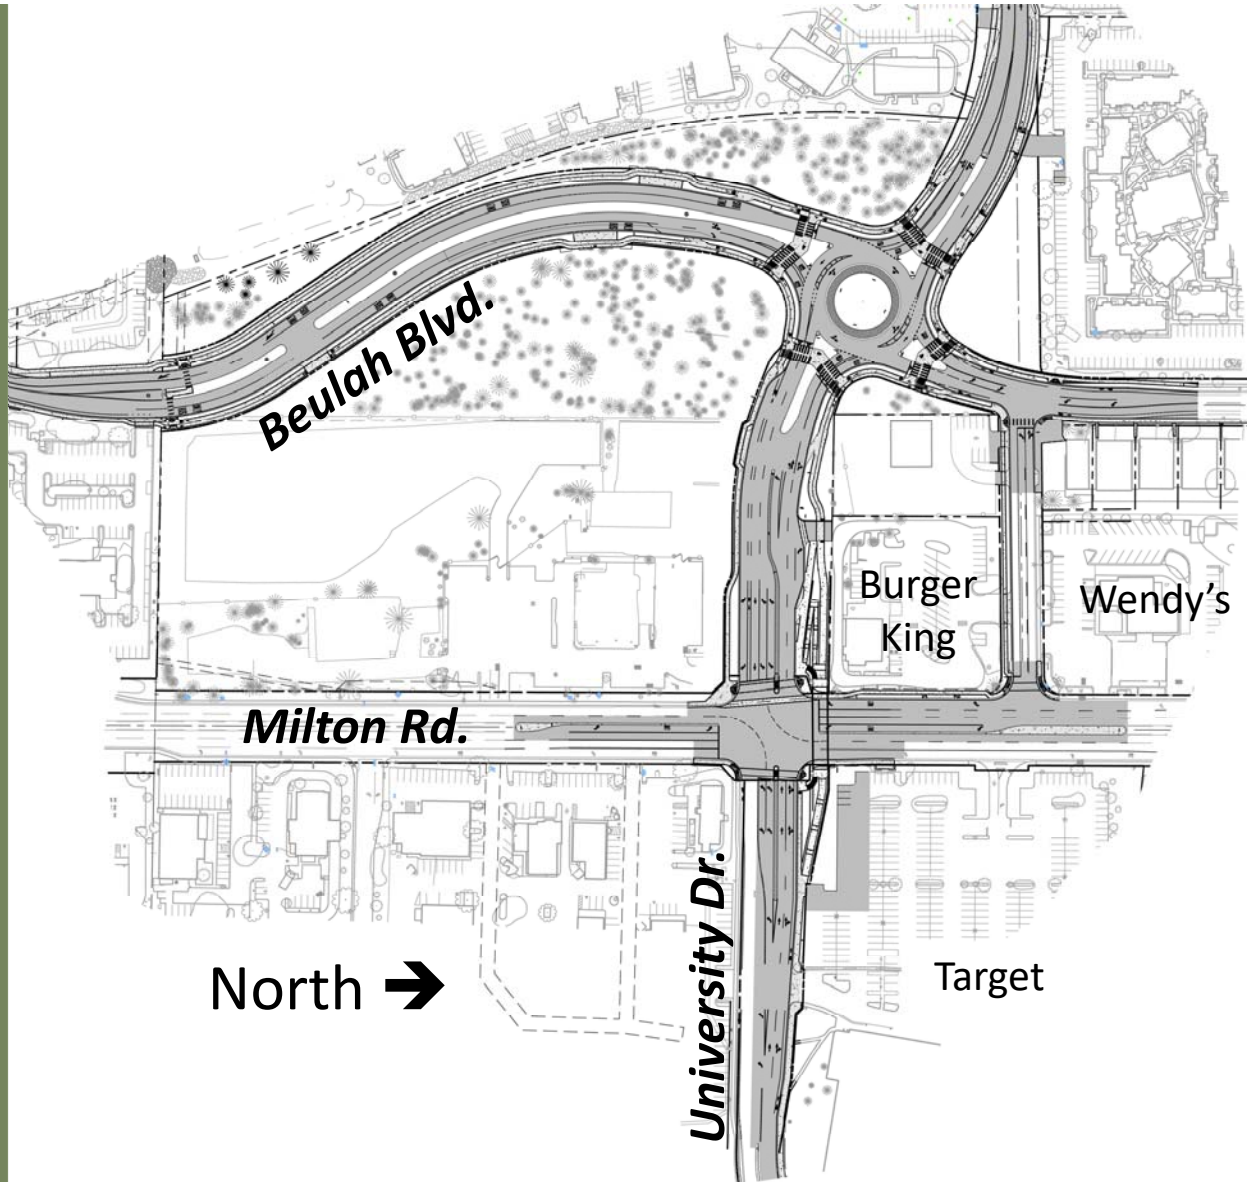 Beulah Blvd.
Burger
King
Wendy's
Milton Rd.
University Dr.
North ➔
Target